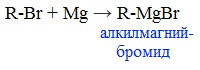 R-Br + Mg → R-MgBr
алкилмагний-
бромид